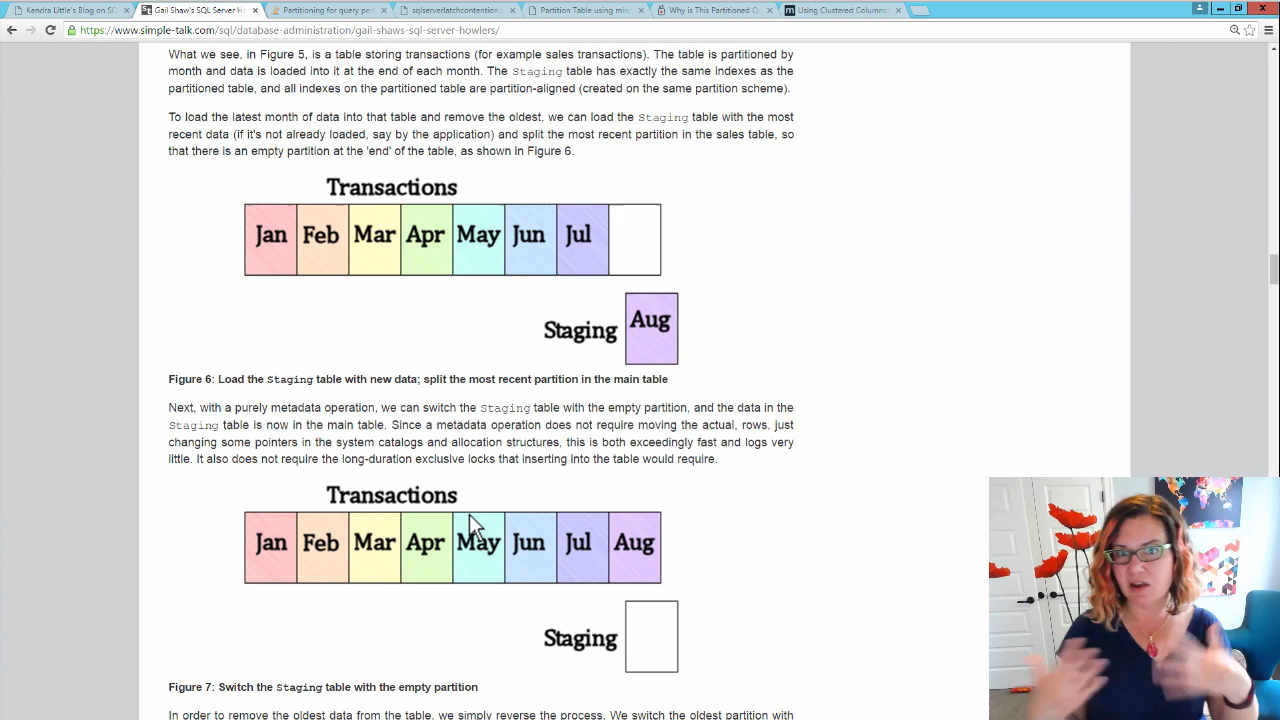 Kendra Little's Blog on SQ
Gail Shaw's SQL Server Ho
Partitioning for query per
sqlserverlatchcontention.p
Partition Table using min
Why is This Partitioned Q
Using Clustered Columns
https://www.simple-talk.com/sql/database-administration/gail-shaws-sql-server-howlers/
What we see, in Figure 5, is a table storing transactions (for example sales transactions). The table is partitioned by
month and data is loaded into it at the end of each month. The Staging table has exactly the same indexes as the
partitioned table, and all indexes on the partitioned table are partition-aligned (created on the same partition scheme).
To load the latest month of data into that table and remove the oldest, we can load the Staging table with the most
recent data (if it's not already loaded, say by the application) and split the most recent partition in the sales table, so
that there is an empty partition at the 'end' of the table, as shown in Figure 6.
Transactions
Jan Feb Mar Apr May Jun Jul
Staging Aug
Figure 6: Load the Staging table with new data; split the most recent partition in the main table
Next, with a purely metadata operation, we can switch the Staging table with the empty partition, and the data in the
Staging table is now in the main table. Since a metadata operation does not require moving the actual, rows, just
changing some pointers in the system catalogs and allocation structures, this is both exceedingly fast and logs very
little. It also does not require the long-duration exclusive locks that inserting into the table would require.
Transactions
Jan Feb Mar Apr May Jun Jul Aug
Staging
Figure 7: Switch the Staging table with the empty partition
In order to remove the oldest data from the table, we simply reverse the process. We switch the oldest partition with